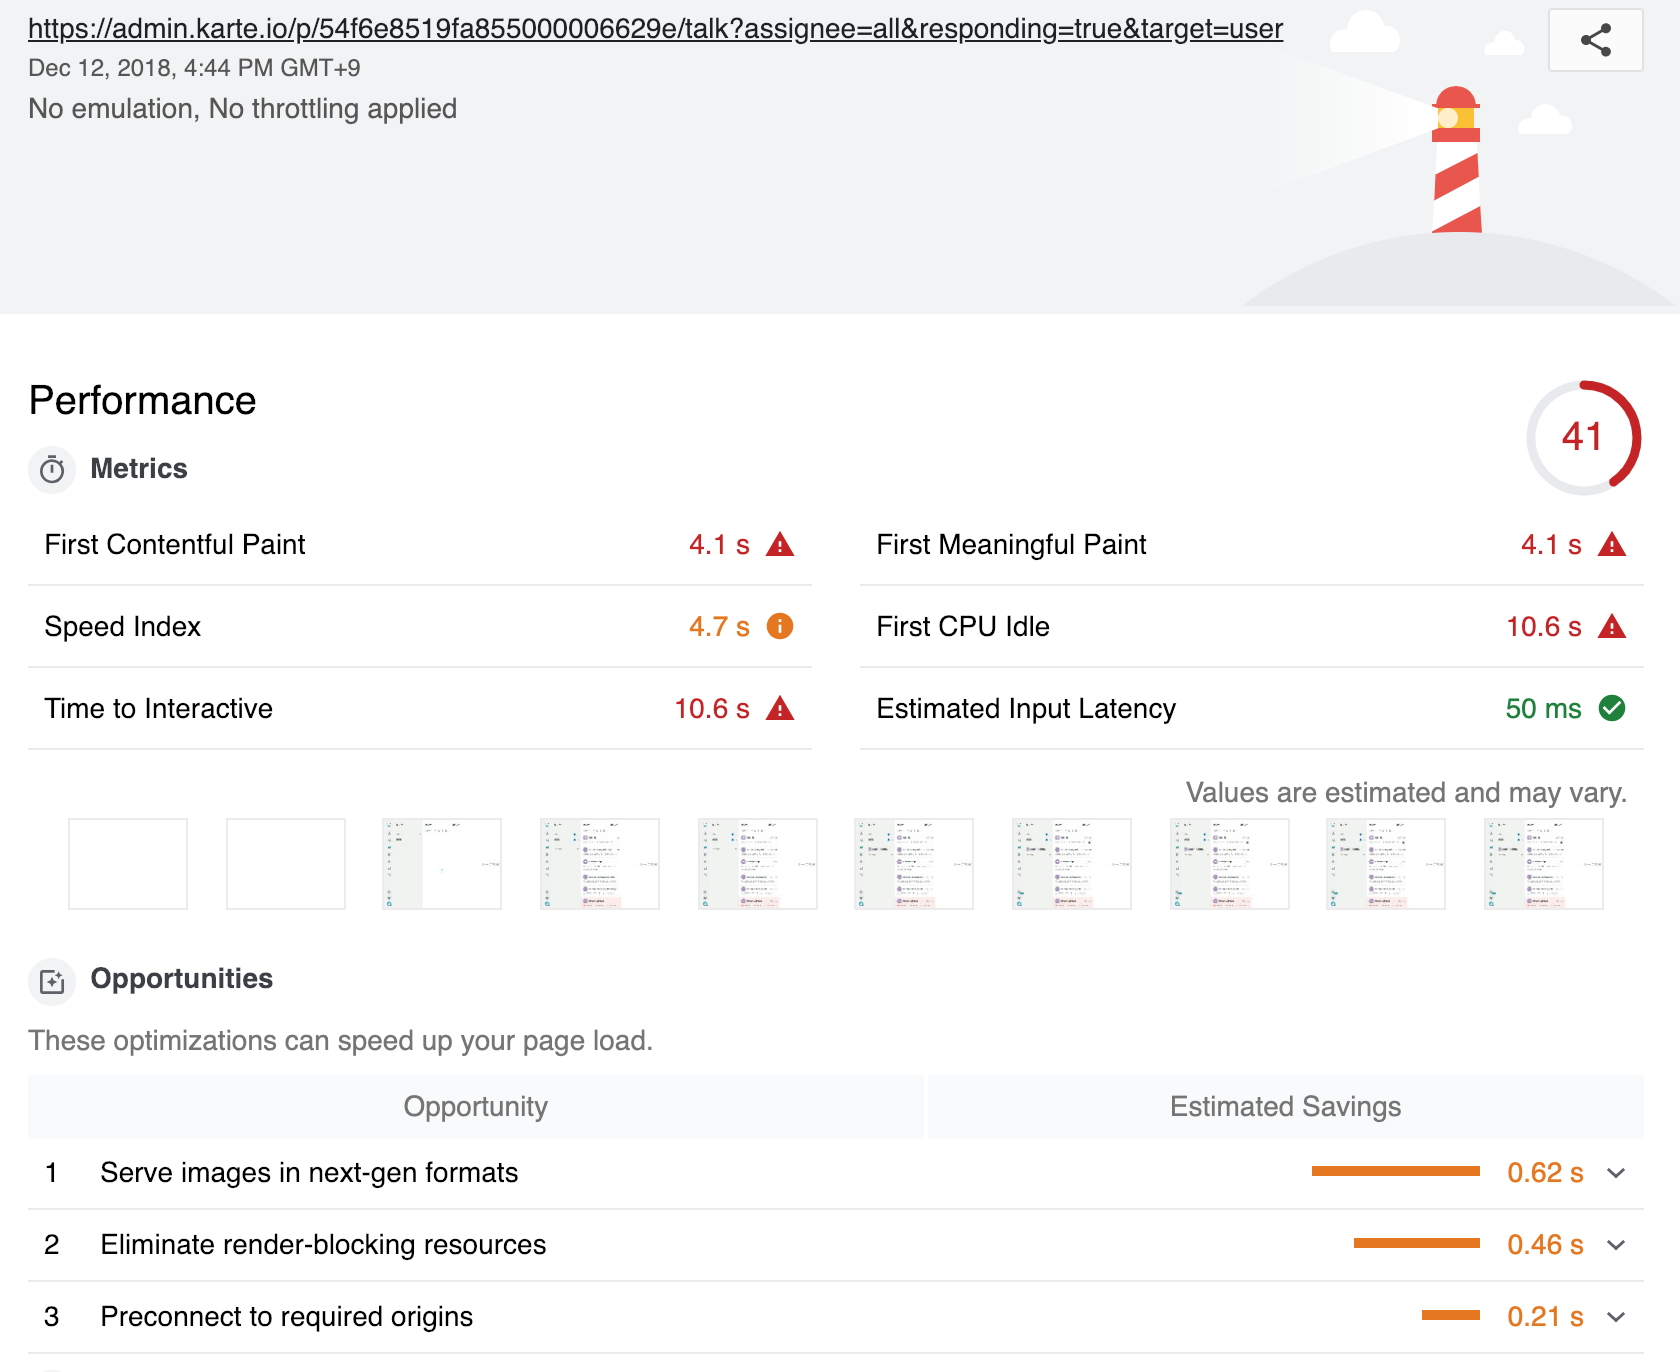 https://admin.karte.io/p/54f6e8519fa855000006629e/talk?assignee=all&responding=true&target=user
Dec 12, 2018, 4:44 PM GMT+9
No emulation, No throttling applied
Performance
41
Metrics
First Contentful Paint 4.1 s
First Meaningful Paint 4.1 s
Speed Index 4.7 s
First CPU Idle 10.6 s
Time to Interactive 10.6 s
Estimated Input Latency 50 ms
Values are estimated and may vary.
Opportunities
These optimizations can speed up your page load.
Opportunity Estimated Savings
1 Serve images in next-gen formats 0.62 s
2 Eliminate render-blocking resources 0.46 s
3 Preconnect to required origins 0.21 s